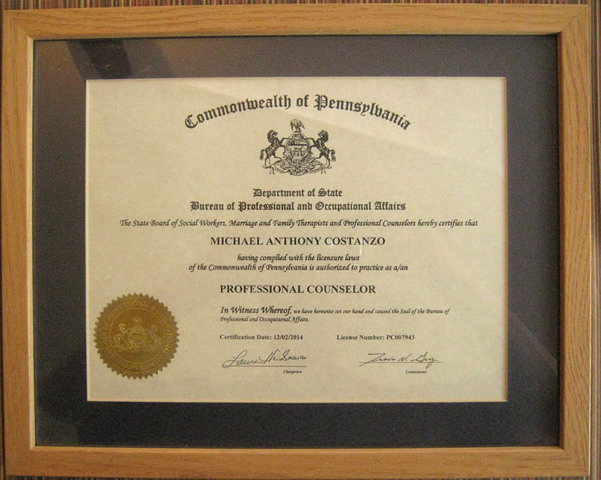 Commonwealth of Pennsylvania
Department of State
Bureau of Professional and Occupational Affairs
The State Board of Social Workers, Marriage and Family Therapists and Professional Counselors hereby certifies that
MICHAEL ANTHONY COSTANZO
having complied with the licensure laws
of the Commonwealth of Pennsylvania is authorized to practice as a/an
PROFESSIONAL COUNSELOR
In Witness Whereof, we have hereunto set our hand and caused the Seal of the Bureau of
Professional and Occupational Affairs.
Certification Date: 12/02/2014 License Number: PC007943
Chairperson Commissioner